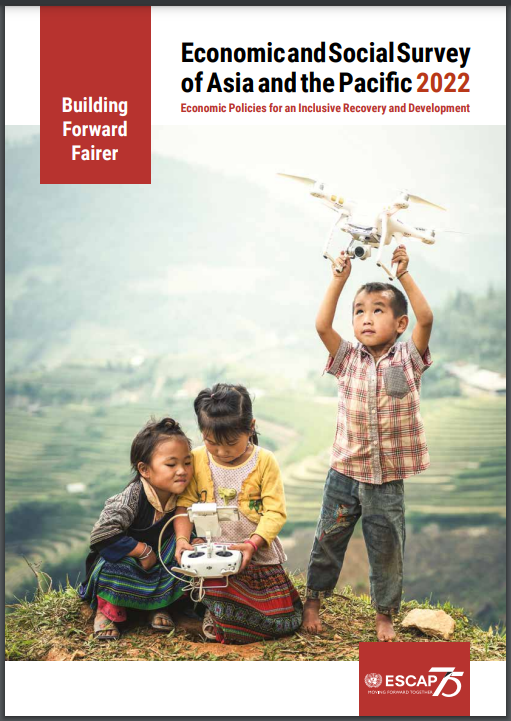 Building
Forward
Fairer
Economic and Social Survey
of Asia and the Pacific 2022
Economic Policies for an Inclusive Recovery and Development
ESCAP 75
MOVING FORWARD TOGETHER